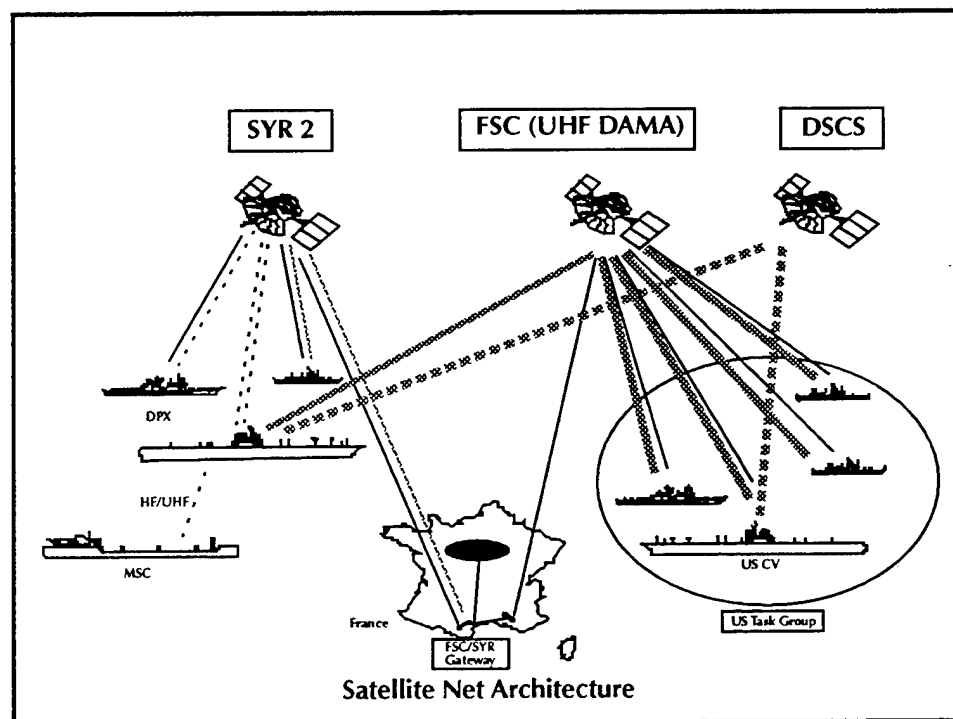 SYR 2
FSC (UHF DAMA)
DSCS
DPX
HF/UHF
MSC
US CV
France
US Task Group
FSC/SYR
Gateway
Satellite Net Architecture